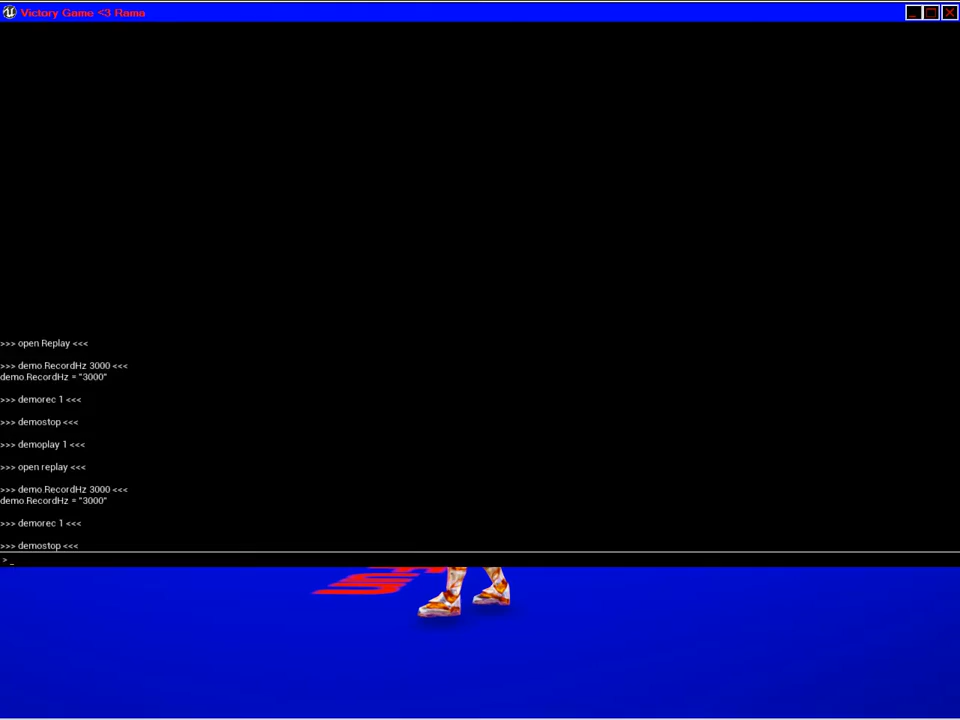 Victory Game <3 Rama
>>> open Replay <<<
>>> demo.RecordHz 3000 <<<
demo.RecordHz = "3000"
>>> demorec 1 <<<
>>> demostop <<<
>>> demoplay 1 <<<
>>> open replay <<<
>>> demo.RecordHz 3000 <<<
demo.RecordHz = "3000"
>>> demorec 1 <<<
>>> demostop <<<
> _